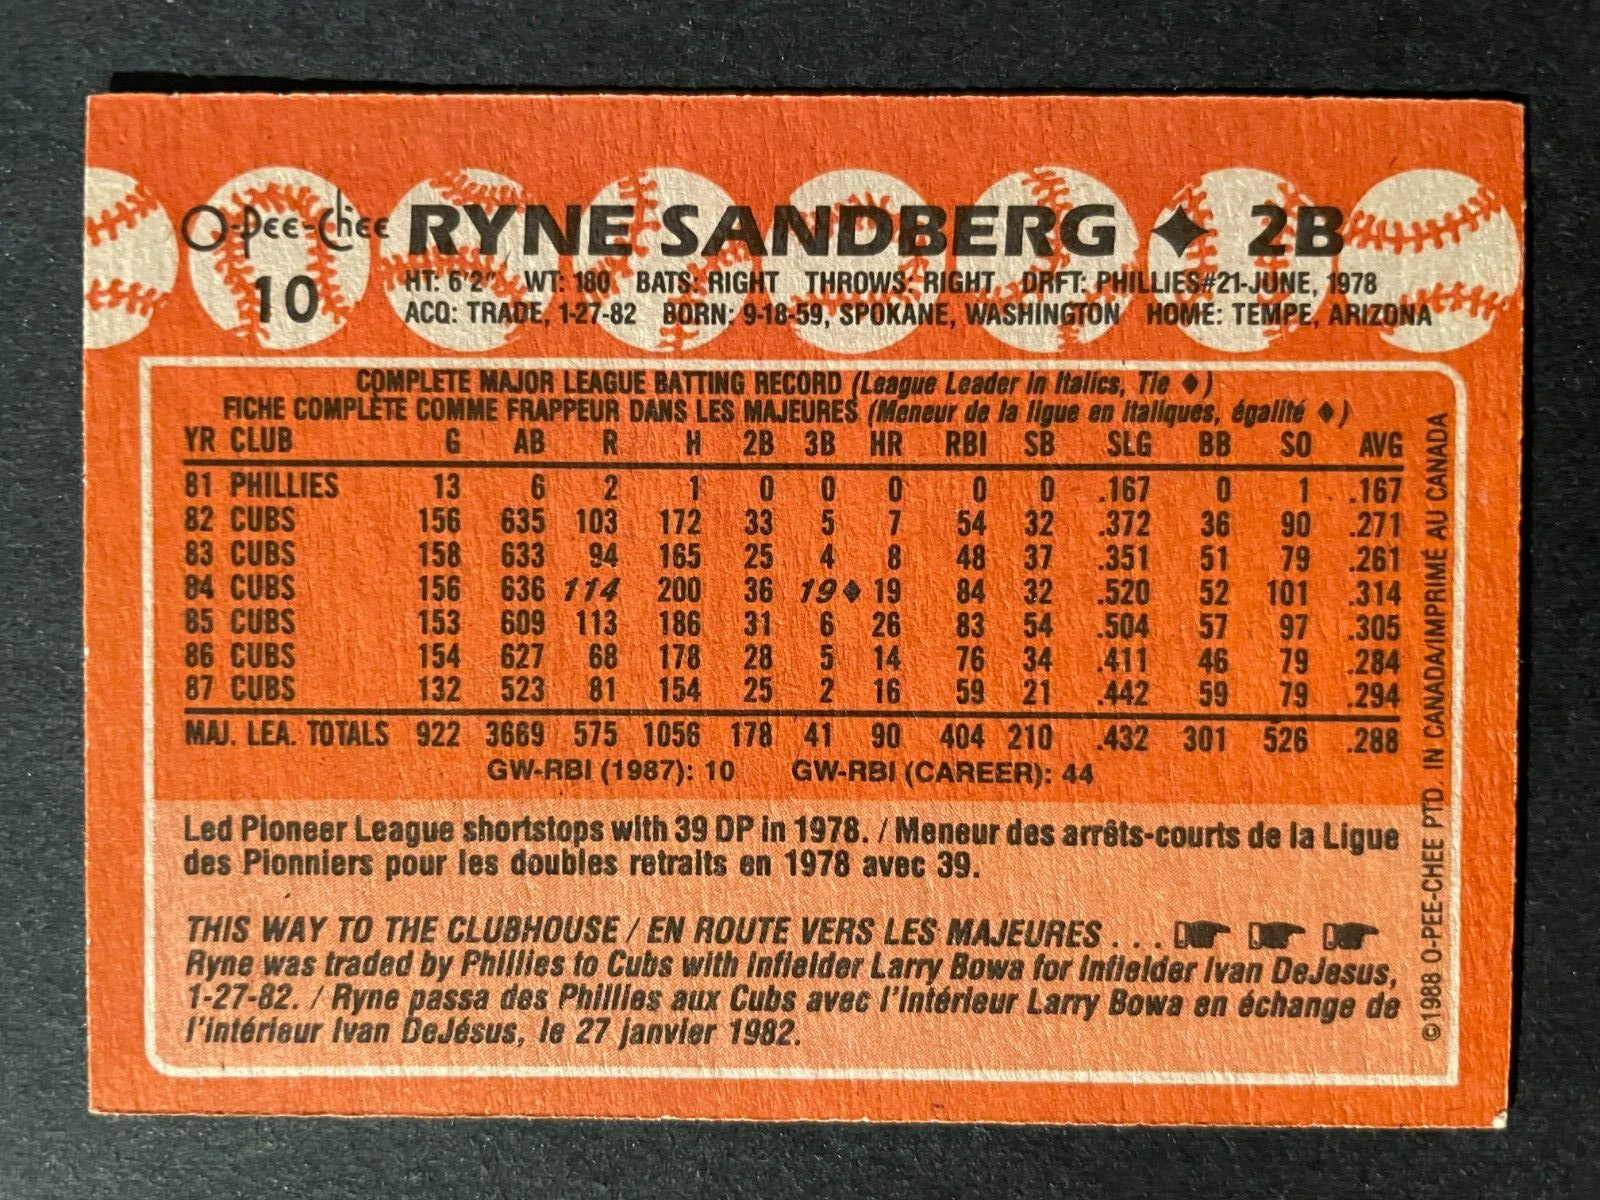 O-Pee-Chee RYNE SANDBERG ✦ 2B
10
HT: 6'2" WT: 180 BATS: RIGHT THROWS: RIGHT DRFT: PHILLIES#21-JUNE, 1978
ACQ: TRADE, 1-27-82 BORN: 9-18-59, SPOKANE, WASHINGTON HOME: TEMPE, ARIZONA
COMPLETE MAJOR LEAGUE BATTING RECORD (League Leader in Italics, Tie ♦)
FICHE COMPLÈTE COMME FRAPPEUR DANS LES MAJEURES (Meneur de la ligue en italiques, égalité ♦)
YR CLUB G AB R H 2B 3B HR RBI SB SLG BB SO AVG
81 PHILLIES 13 6 2 1 0 0 0 0 0 .167 0 1 .167
82 CUBS 156 635 103 172 33 5 7 54 32 .372 36 90 .271
83 CUBS 158 633 94 165 25 4 8 48 37 .351 51 79 .261
84 CUBS 156 636 114 200 36 19♦ 19 84 32 .520 52 101 .314
85 CUBS 153 609 113 186 31 6 26 83 54 .504 57 97 .305
86 CUBS 154 627 68 178 28 5 14 76 34 .411 46 79 .284
87 CUBS 132 523 81 154 25 2 16 59 21 .442 59 79 .294
MAJ. LEA. TOTALS 922 3669 575 1056 178 41 90 404 210 .432 301 526 .288
GW-RBI (1987): 10 GW-RBI (CAREER): 44
Led Pioneer League shortstops with 39 DP in 1978. / Meneur des arrêts-courts de la Ligue
des Pionniers pour les doubles retraits en 1978 avec 39.
THIS WAY TO THE CLUBHOUSE / EN ROUTE VERS LES MAJEURES . . .
Ryne was traded by Phillies to Cubs with Infielder Larry Bowa for Infielder Ivan DeJesus,
1-27-82. / Ryne passa des Phillies aux Cubs avec l'intérieur Larry Bowa en échange de
l'intérieur Ivan DeJésus, le 27 janvier 1982.
©1988 O-PEE-CHEE PTD. IN CANADA/IMPRIMÉ AU CANADA